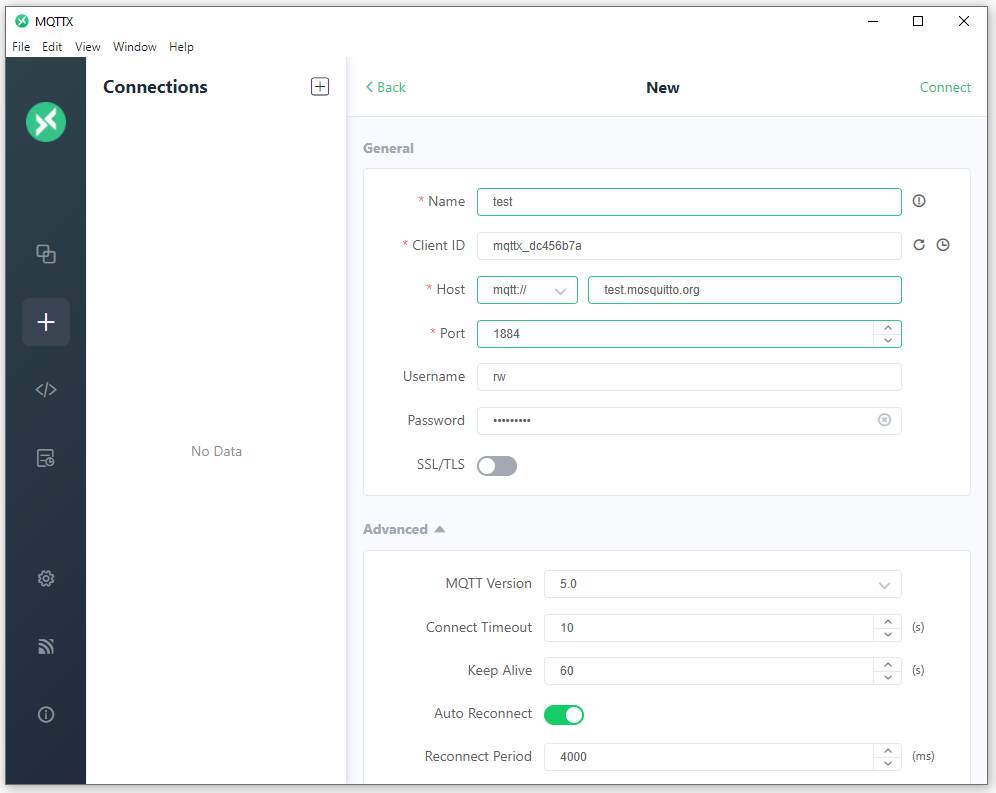 MQTTX
File Edit View Window Help
Connections
Back
New
Connect
General
* Name
test
* Client ID
mqttx_dc456b7a
* Host
mqtt://
test.mosquitto.org
* Port
1884
Username
rw
Password
•••••••••
SSL/TLS
No Data
Advanced
MQTT Version
5.0
Connect Timeout
10
(s)
Keep Alive
60
(s)
Auto Reconnect
Reconnect Period
4000
(ms)